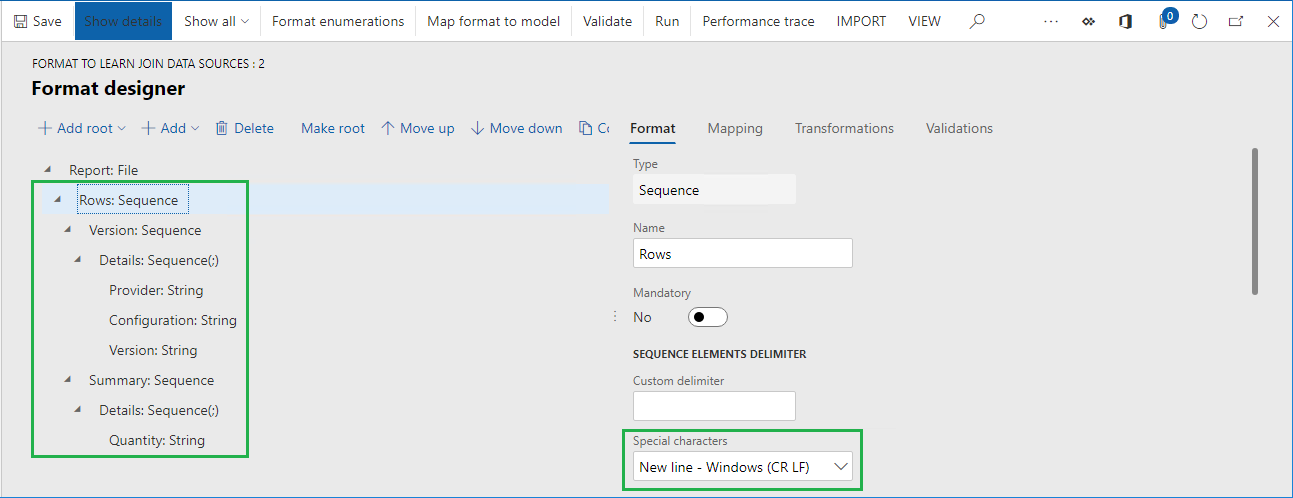 Save Show details Show all Format enumerations Map format to model Validate Run Performance trace IMPORT VIEW ... 0
FORMAT TO LEARN JOIN DATA SOURCES : 2
Format designer
Add root Add Delete Make root Move up Move down Co
Format Mapping Transformations Validations
Report: File
Rows: Sequence
Version: Sequence
Details: Sequence(;)
Provider: String
Configuration: String
Version: String
Summary: Sequence
Details: Sequence(;)
Quantity: String
Type
Sequence
Name
Rows
Mandatory
No
SEQUENCE ELEMENTS DELIMITER
Custom delimiter
Special characters
New line - Windows (CR LF)